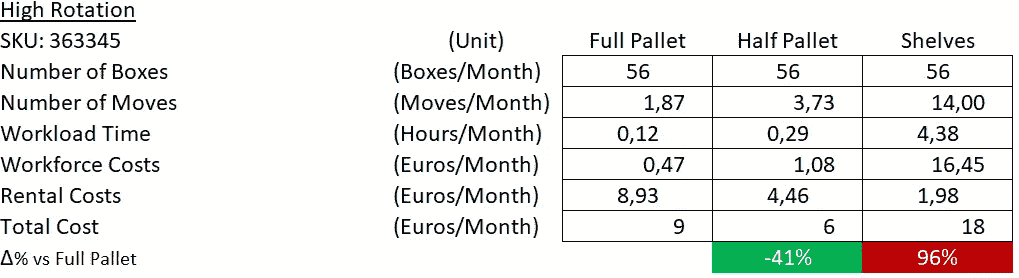 High Rotation
SKU: 363345 (Unit) Full Pallet Half Pallet Shelves
Number of Boxes (Boxes/Month) 56 56 56
Number of Moves (Moves/Month) 1,87 3,73 14,00
Workload Time (Hours/Month) 0,12 0,29 4,38
Workforce Costs (Euros/Month) 0,47 1,08 16,45
Rental Costs (Euros/Month) 8,93 4,46 1,98
Total Cost (Euros/Month) 9 6 18
Δ% vs Full Pallet -41% 96%